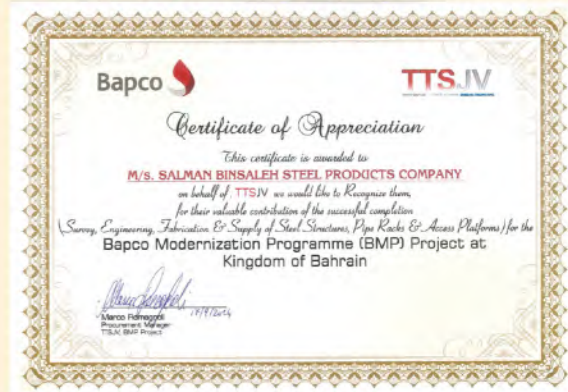 Bapco
TTSJV
Certificate of Appreciation
This certificate is awarded to
M/s. SALMAN BINSALEH STEEL PRODUCTS COMPANY
on behalf of TTSJV we would like to Recognize them,
for their valuable contribution of the successful completion
(Survey, Engineering, Fabrication & Supply of Steel Structures, Pipe Racks & Access Platforms) for the
Bapco Modernization Programme (BMP) Project at
Kingdom of Bahrain
Procurement Manager
TTSJV, BMP Project